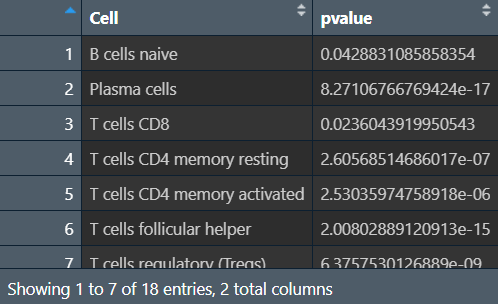 Cell pvalue
1 B cells naive 0.0428831085858354
2 Plasma cells 8.27106766769424e-17
3 T cells CD8 0.0236043919950543
4 T cells CD4 memory resting 2.60568514686017e-07
5 T cells CD4 memory activated 2.53035974758918e-06
6 T cells follicular helper 2.00802889120913e-15
7 T cells regulatory (Tregs) 6.3757530126889e-09
Showing 1 to 7 of 18 entries, 2 total columns